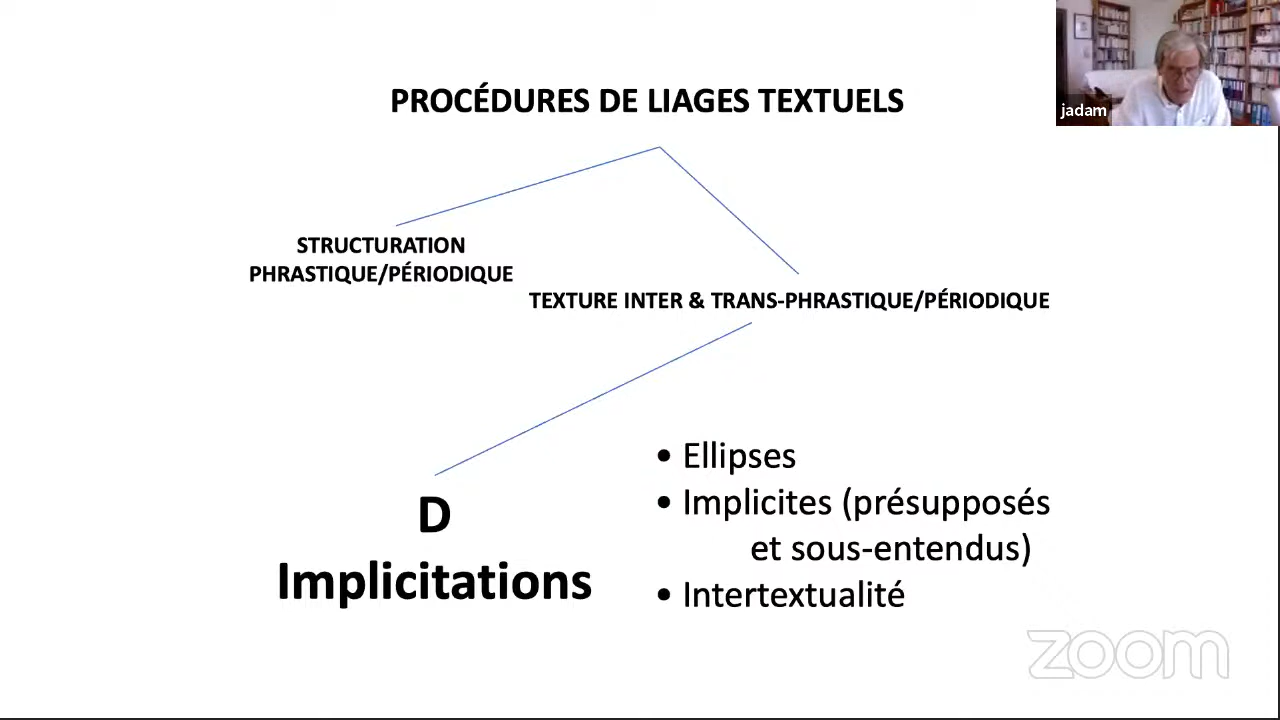 PROCÉDURES DE LIAGES TEXTUELS
jadam
STRUCTURATION
PHRASTIQUE/PÉRIODIQUE
TEXTURE INTER & TRANS-PHRASTIQUE/PÉRIODIQUE
D
Implicitations
• Ellipses
• Implicites (présupposés
et sous-entendus)
• Intertextualité
zoom